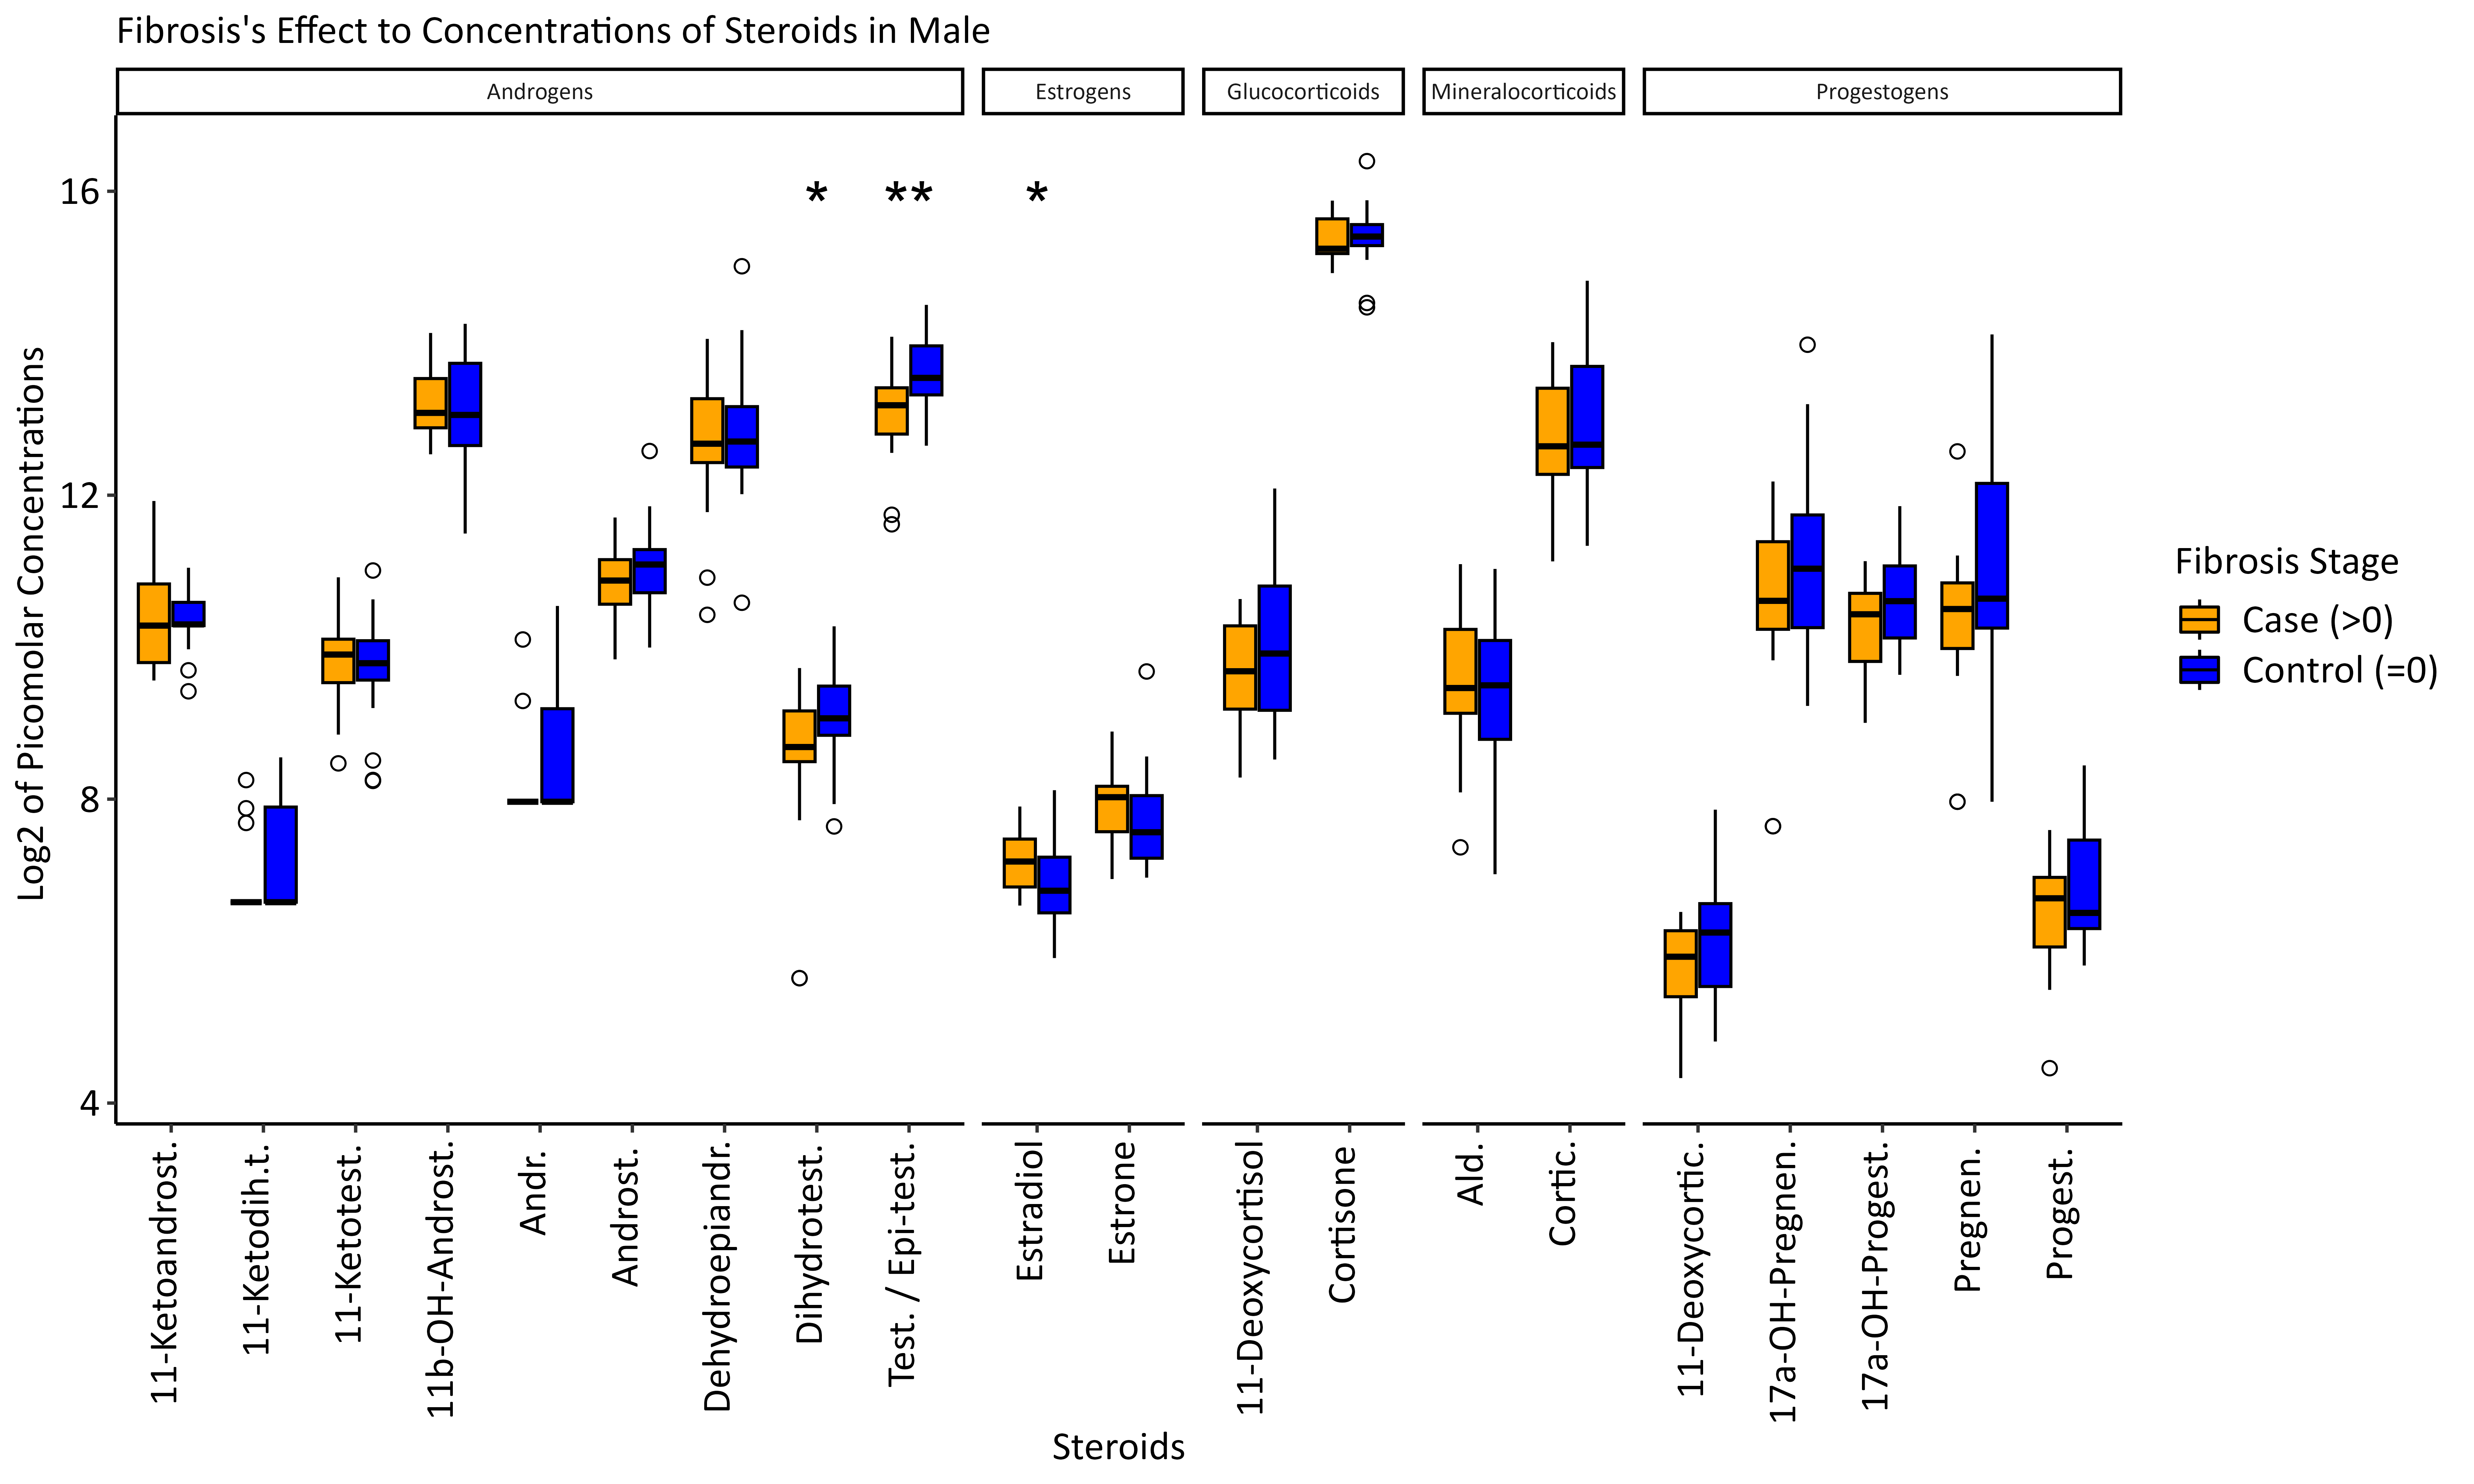 Fibrosis's Effect to Concentrations of Steroids in Male
Androgens
Estrogens
Glucocorticoids
Mineralocorticoids
Progestogens
Log2 of Picomolar Concentrations
16
12
8
4
*
**
*
11-Ketoandrost.
11-Ketodih.t.
11-Ketotest.
11b-OH-Androst.
Andr.
Androst.
Dehydroepiandr.
Dihydrotest.
Test. / Epi-test.
Estradiol
Estrone
11-Deoxycortisol
Cortisone
Ald.
Cortic.
11-Deoxycortic.
17a-OH-Pregnen.
17a-OH-Progest.
Pregnen.
Progest.
Steroids
Fibrosis Stage
Case (>0)
Control (=0)